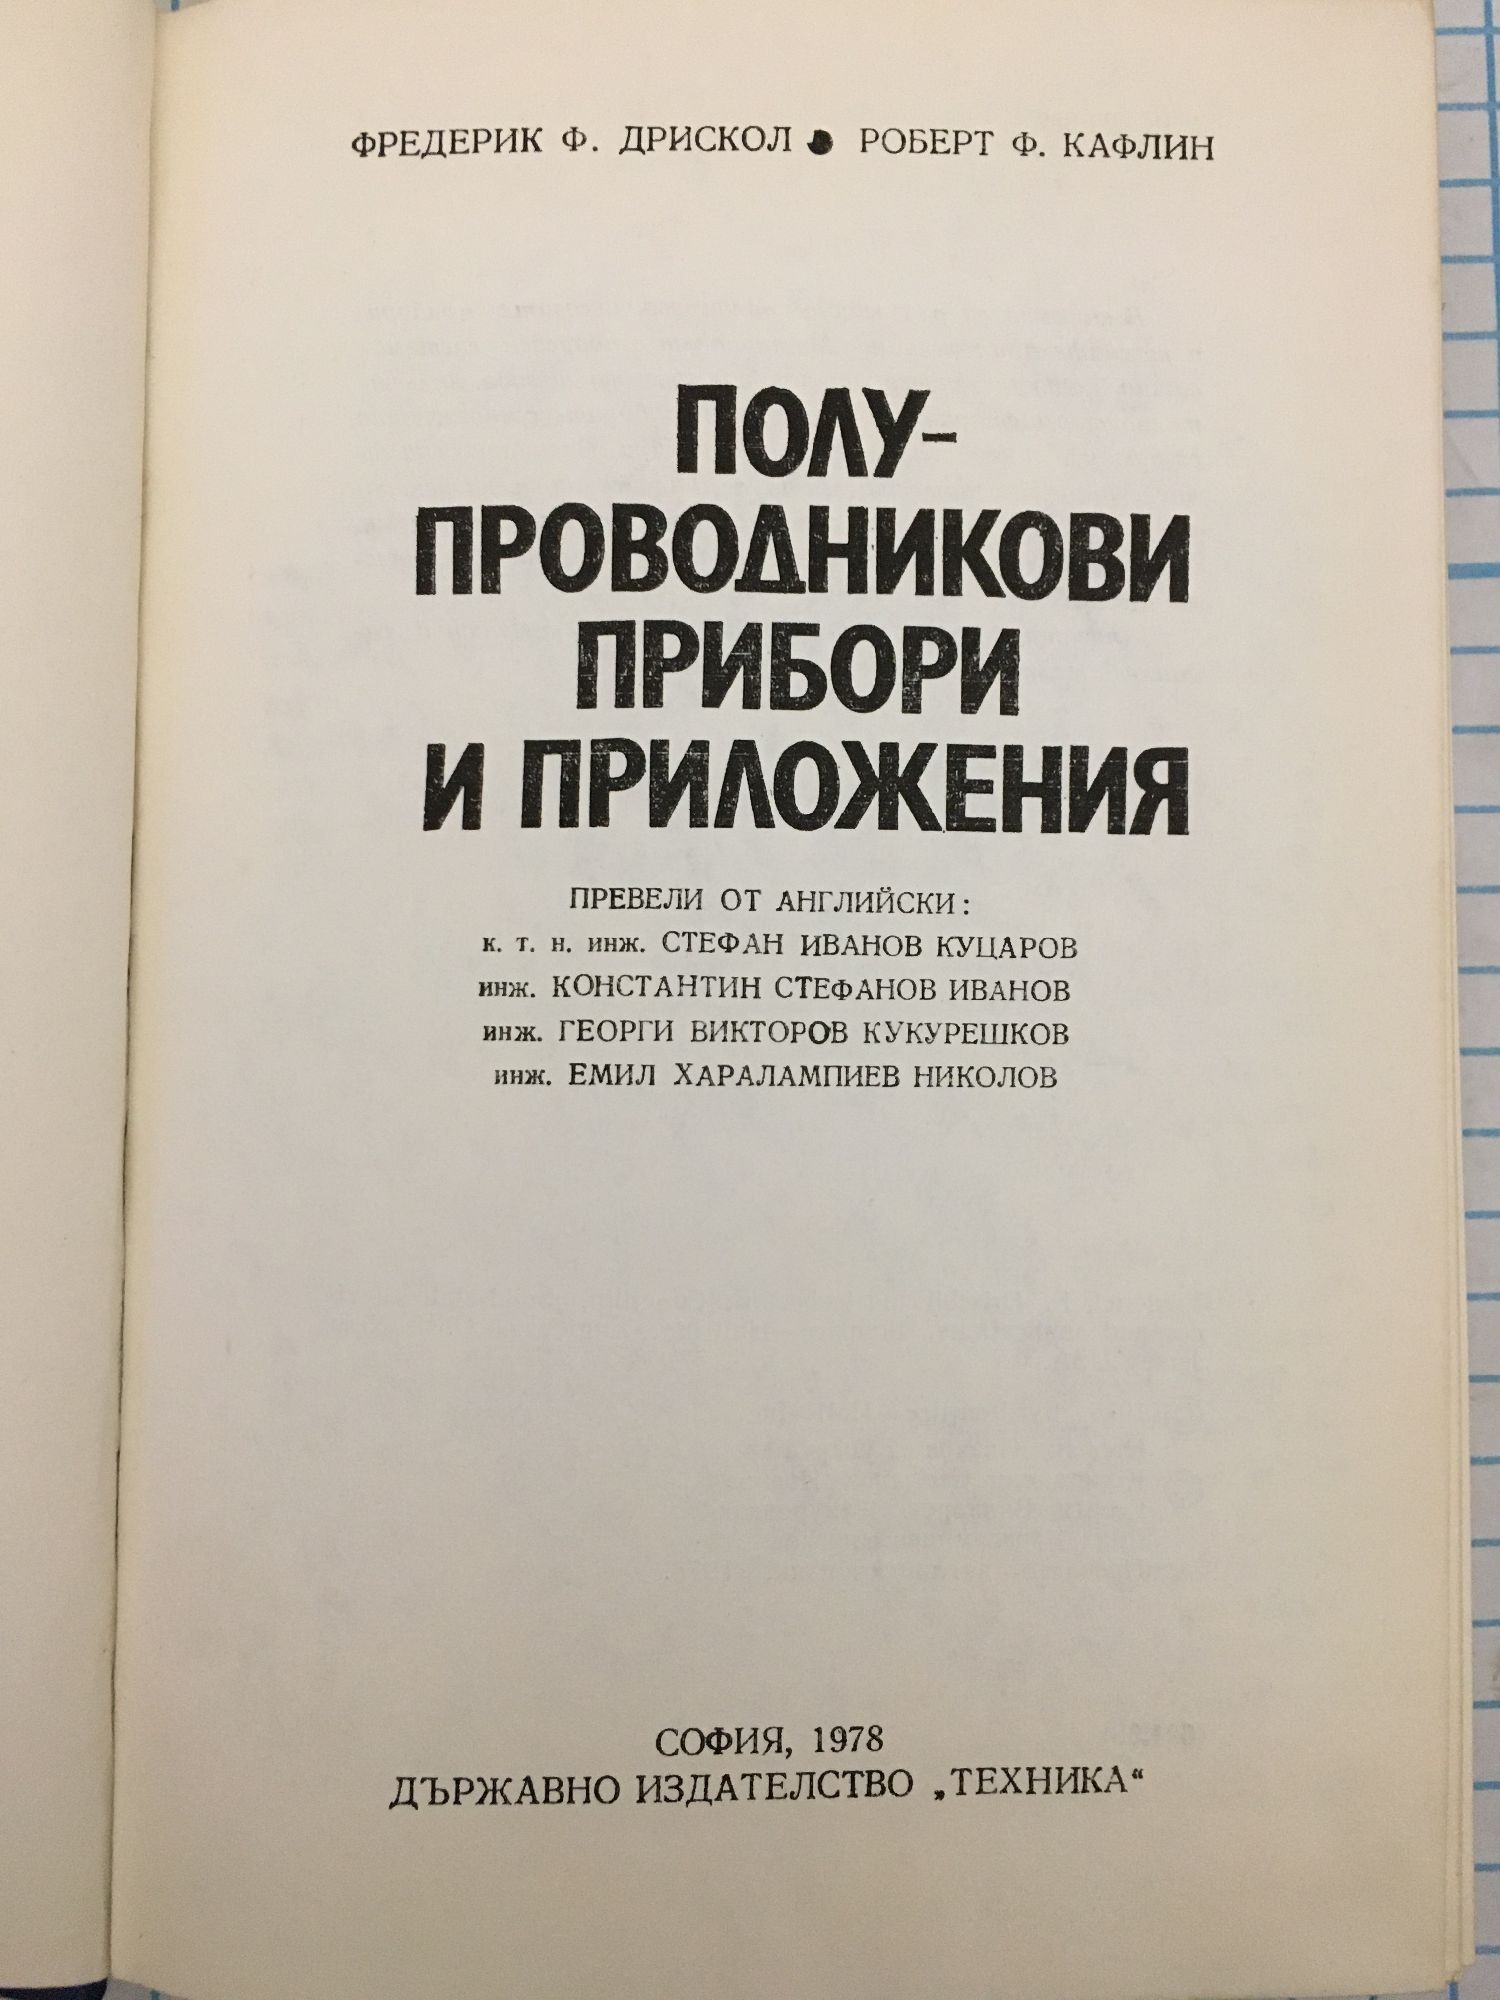 ФРЕДЕРИК Ф. ДРИСКОЛ ● РОБЕРТ Ф. КАФЛИН
ПОЛУ-
ПРОВОДНИКОВИ
ПРИБОРИ
И ПРИЛОЖЕНИЯ
ПРЕВЕЛИ ОТ АНГЛИЙСКИ:
к. т. н. инж. СТЕФАН ИВАНОВ КУЦАРОВ
инж. КОНСТАНТИН СТЕФАНОВ ИВАНОВ
инж. ГЕОРГИ ВИКТОРОВ КУКУРЕШКОВ
инж. ЕМИЛ ХАРАЛАМПИЕВ НИКОЛОВ
СОФИЯ, 1978
ДЪРЖАВНО ИЗДАТЕЛСТВО „ТЕХНИКА“